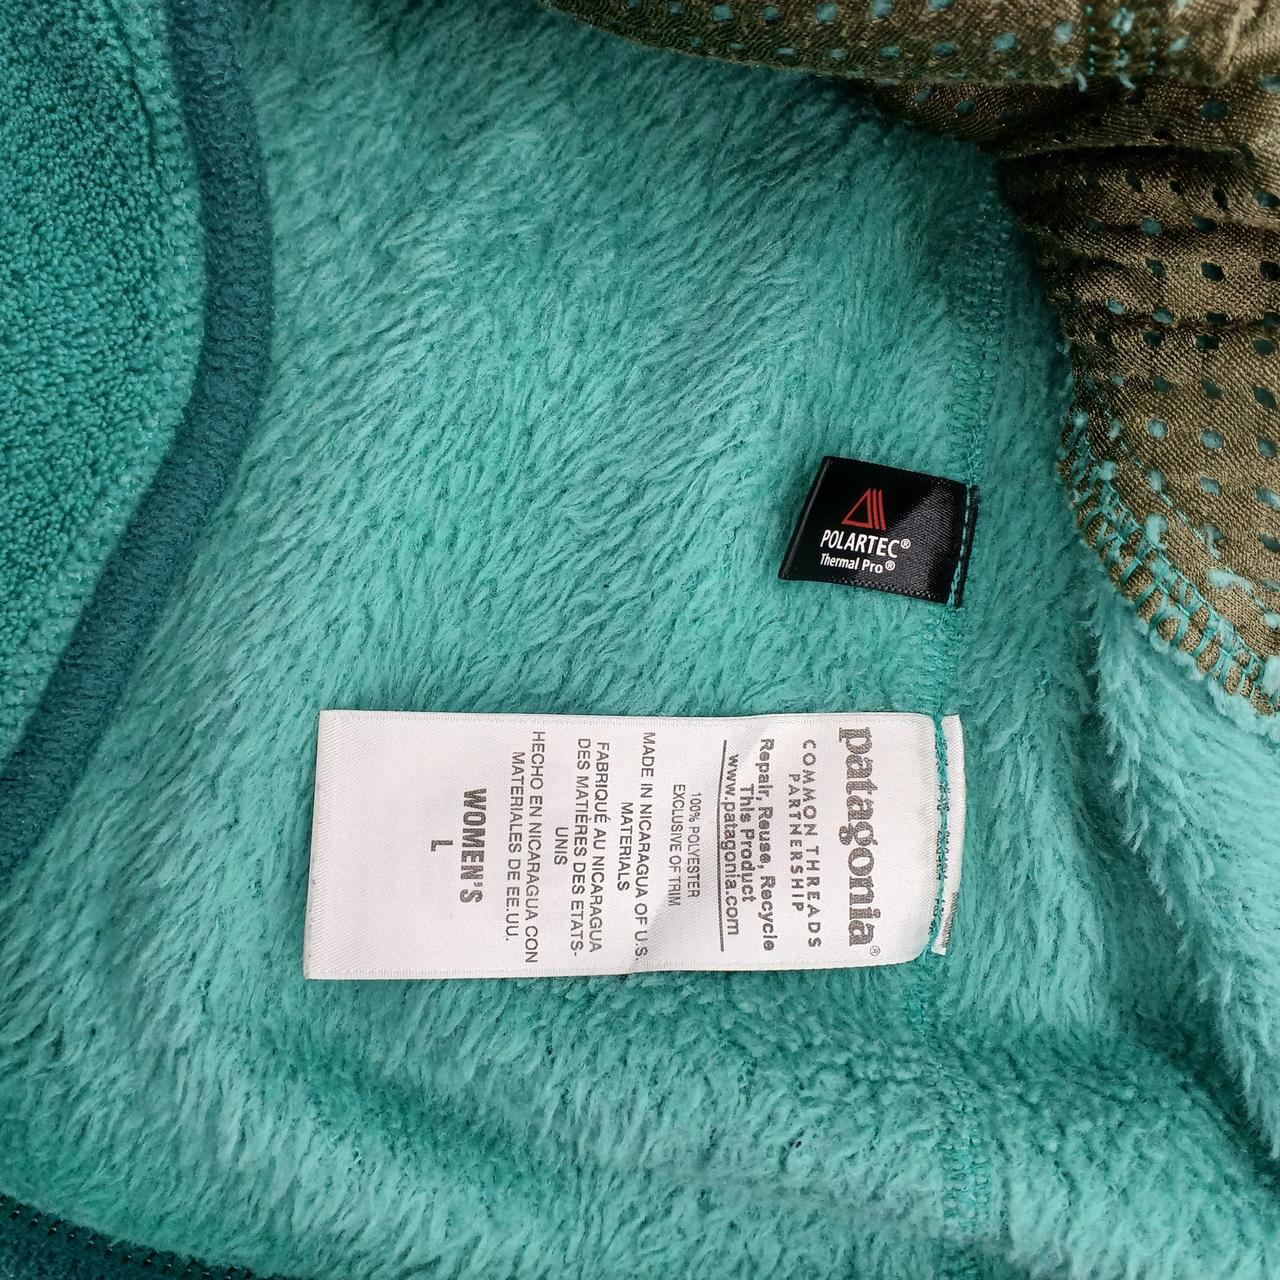 POLARTEC®
Thermal Pro®
patagonia®
COMMON THREADS
PARTNERSHIP
Repair, Reuse, Recycle
This Product
www.patagonia.com
100% POLYESTER
EXCLUSIVE OF TRIM
MADE IN NICARAGUA OF U.S.
MATERIALS
FABRIQUÉ AU NICARAGUA
DES MATIÈRES DES ETATS-
UNIS
HECHO EN NICARAGUA CON
MATERIALES DE EE.UU.
WOMEN'S
L